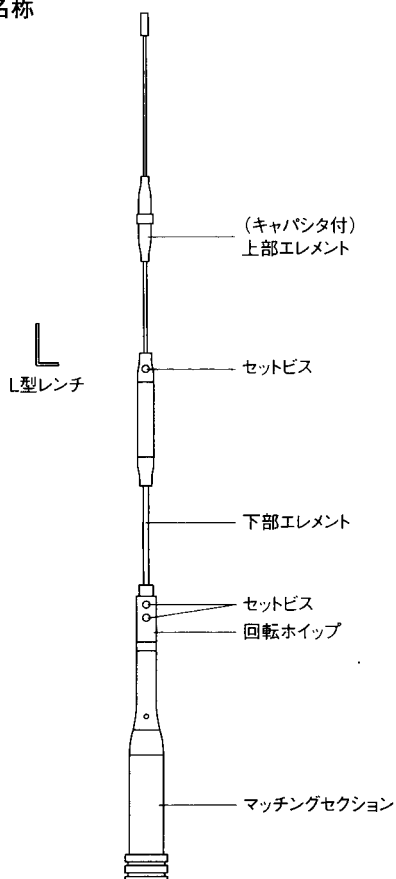 名称
(キャパシタ付)
上部エレメント
セットビス
L型レンチ
下部エレメント
セットビス
回転ホイップ
マッチングセクション